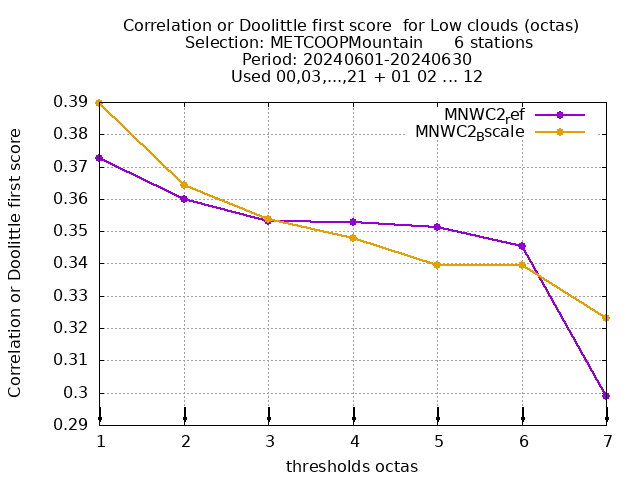 Correlation or Doolittle first score  for Low clouds (octas)
Selection: METCOOPMountain      6 stations
Period: 20240601-20240630
Used 00,03,...,21 + 01 02 ... 12
MNWC2ref
MNWC2Bscale
Correlation or Doolittle first score
0.39
0.38
0.37
0.36
0.35
0.34
0.33
0.32
0.31
0.3
0.29
1 2 3 4 5 6 7
thresholds octas